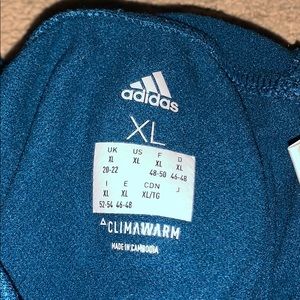 adidas
XL
UK US F D
XL XL XL XL
20-22 48-50 46-48
I E CDN J
XL XL XL/TG
52-54 46-48
CLIMAWARM
MADE IN CAMBODIA